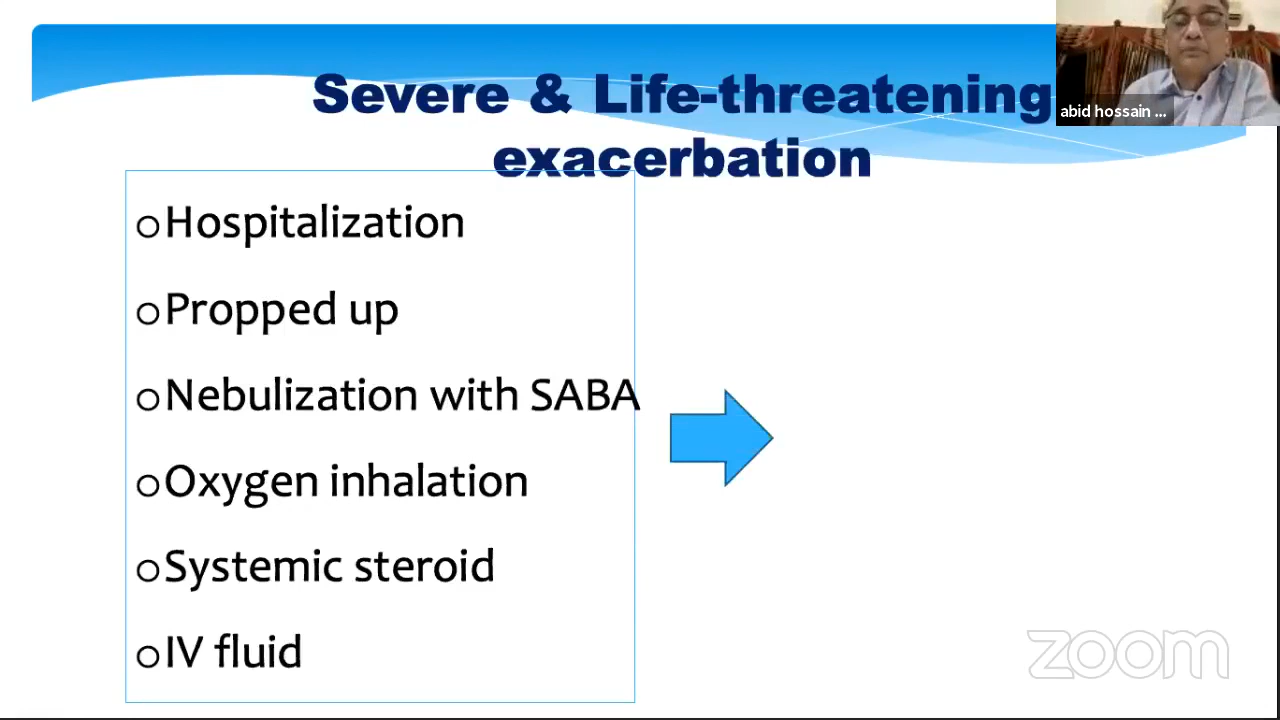 Severe & Life-threatening
exacerbation
abid hossain ...
oHospitalization
oPropped up
oNebulization with SABA
oOxygen inhalation
oSystemic steroid
oIV fluid
zoom